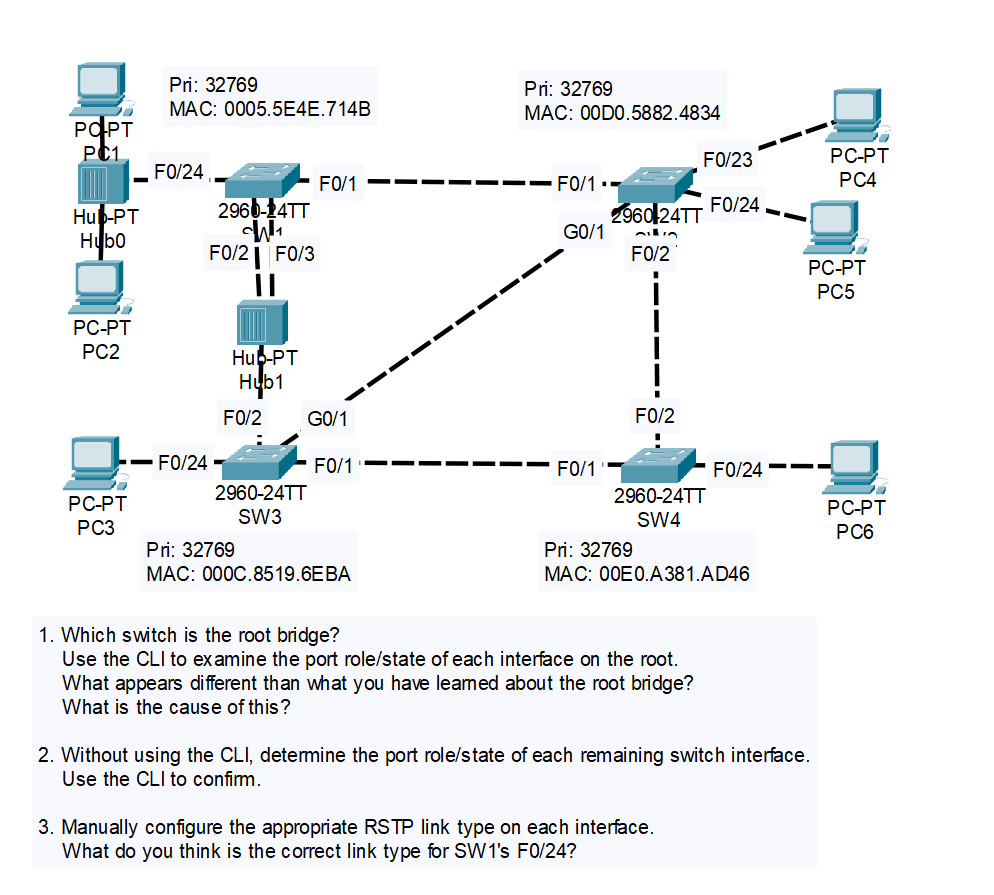 Pri: 32769
MAC: 0005.5E4E.714B
Pri: 32769
MAC: 00D0.5882.4834
PC-PT
PC1
F0/24
F0/1
F0/1
F0/23
PC-PT
PC4
Hub-PT
Hub0
2960-24TT
SW1
2960-24TT
F0/24
G0/1
F0/2
F0/2
F0/3
PC-PT
PC5
PC-PT
PC2
Hub-PT
Hub1
F0/2
G0/1
F0/2
F0/24
F0/1
F0/1
F0/24
PC-PT
PC3
2960-24TT
SW3
2960-24TT
SW4
PC-PT
PC6
Pri: 32769
MAC: 000C.8519.6EBA
Pri: 32769
MAC: 00E0.A381.AD46
1. Which switch is the root bridge?
Use the CLI to examine the port role/state of each interface on the root.
What appears different than what you have learned about the root bridge?
What is the cause of this?
2. Without using the CLI, determine the port role/state of each remaining switch interface.
Use the CLI to confirm.
3. Manually configure the appropriate RSTP link type on each interface.
What do you think is the correct link type for SW1's F0/24?